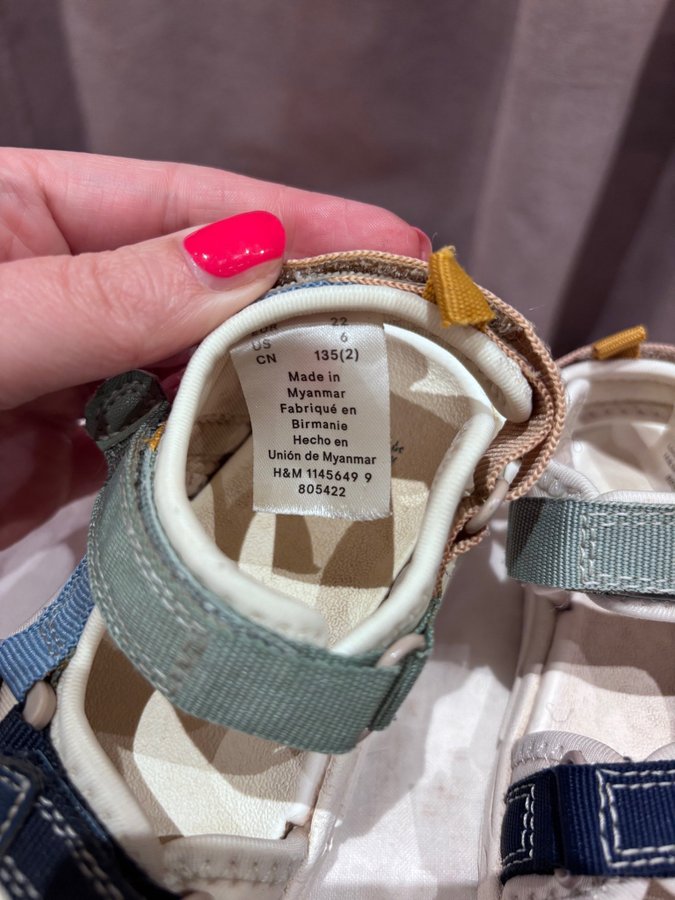 EUR 22
US 6
CN 135(2)
Made in
Myanmar
Fabriqué en
Birmanie
Hecho en
Unión de Myanmar
H&M 1145649 9
805422